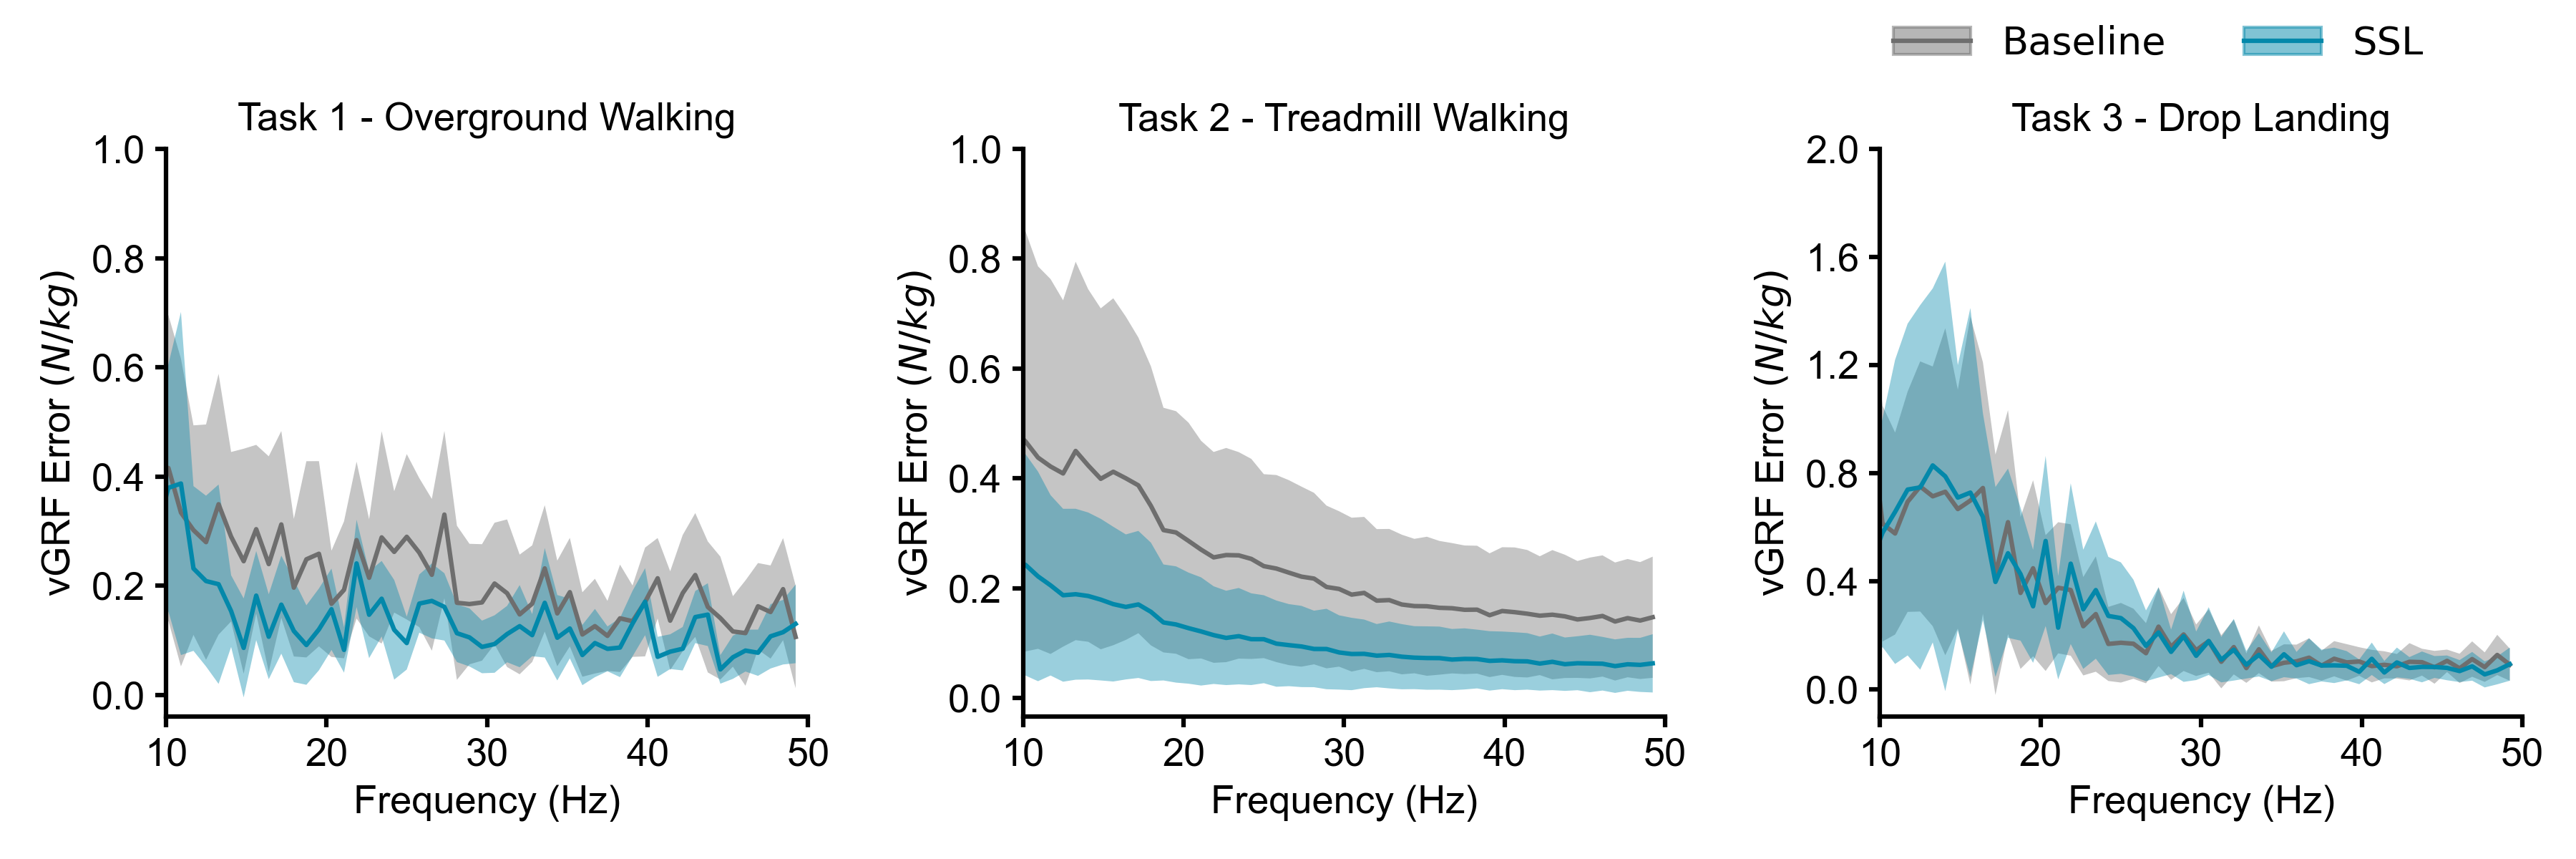 Baseline SSL
Task 1 - Overground Walking
1.0
0.8
0.6
0.4
0.2
0.0
vGRF Error (N/kg)
10 20 30 40 50
Frequency (Hz)
Task 2 - Treadmill Walking
1.0
0.8
0.6
0.4
0.2
0.0
vGRF Error (N/kg)
10 20 30 40 50
Frequency (Hz)
Task 3 - Drop Landing
2.0
1.6
1.2
0.8
0.4
0.0
vGRF Error (N/kg)
10 20 30 40 50
Frequency (Hz)